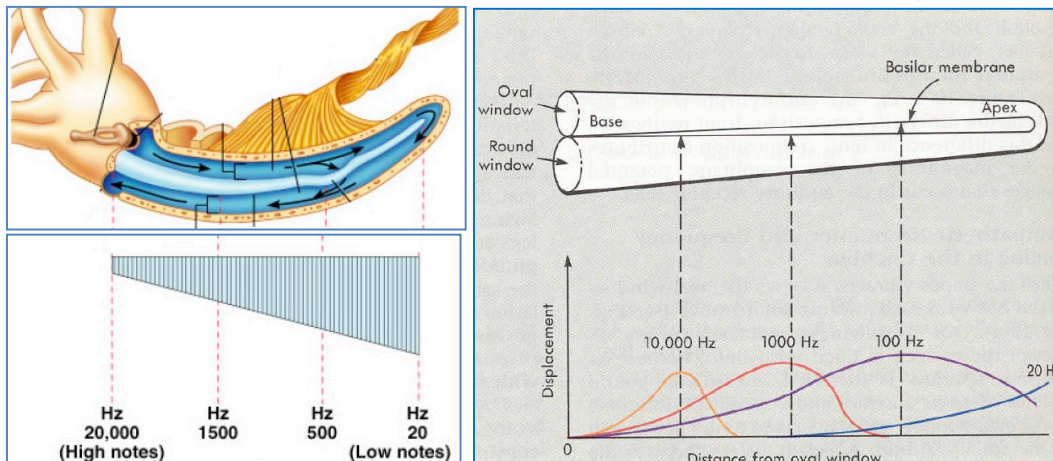 Hz
20,000
(High notes)
Hz
1500
Hz
500
Hz
20
(Low notes)
Basilar membrane
Oval
window
Base
Apex
Round
window
Displacement
10,000 Hz
1000 Hz
100 Hz
20 H
0
Distance from oval window